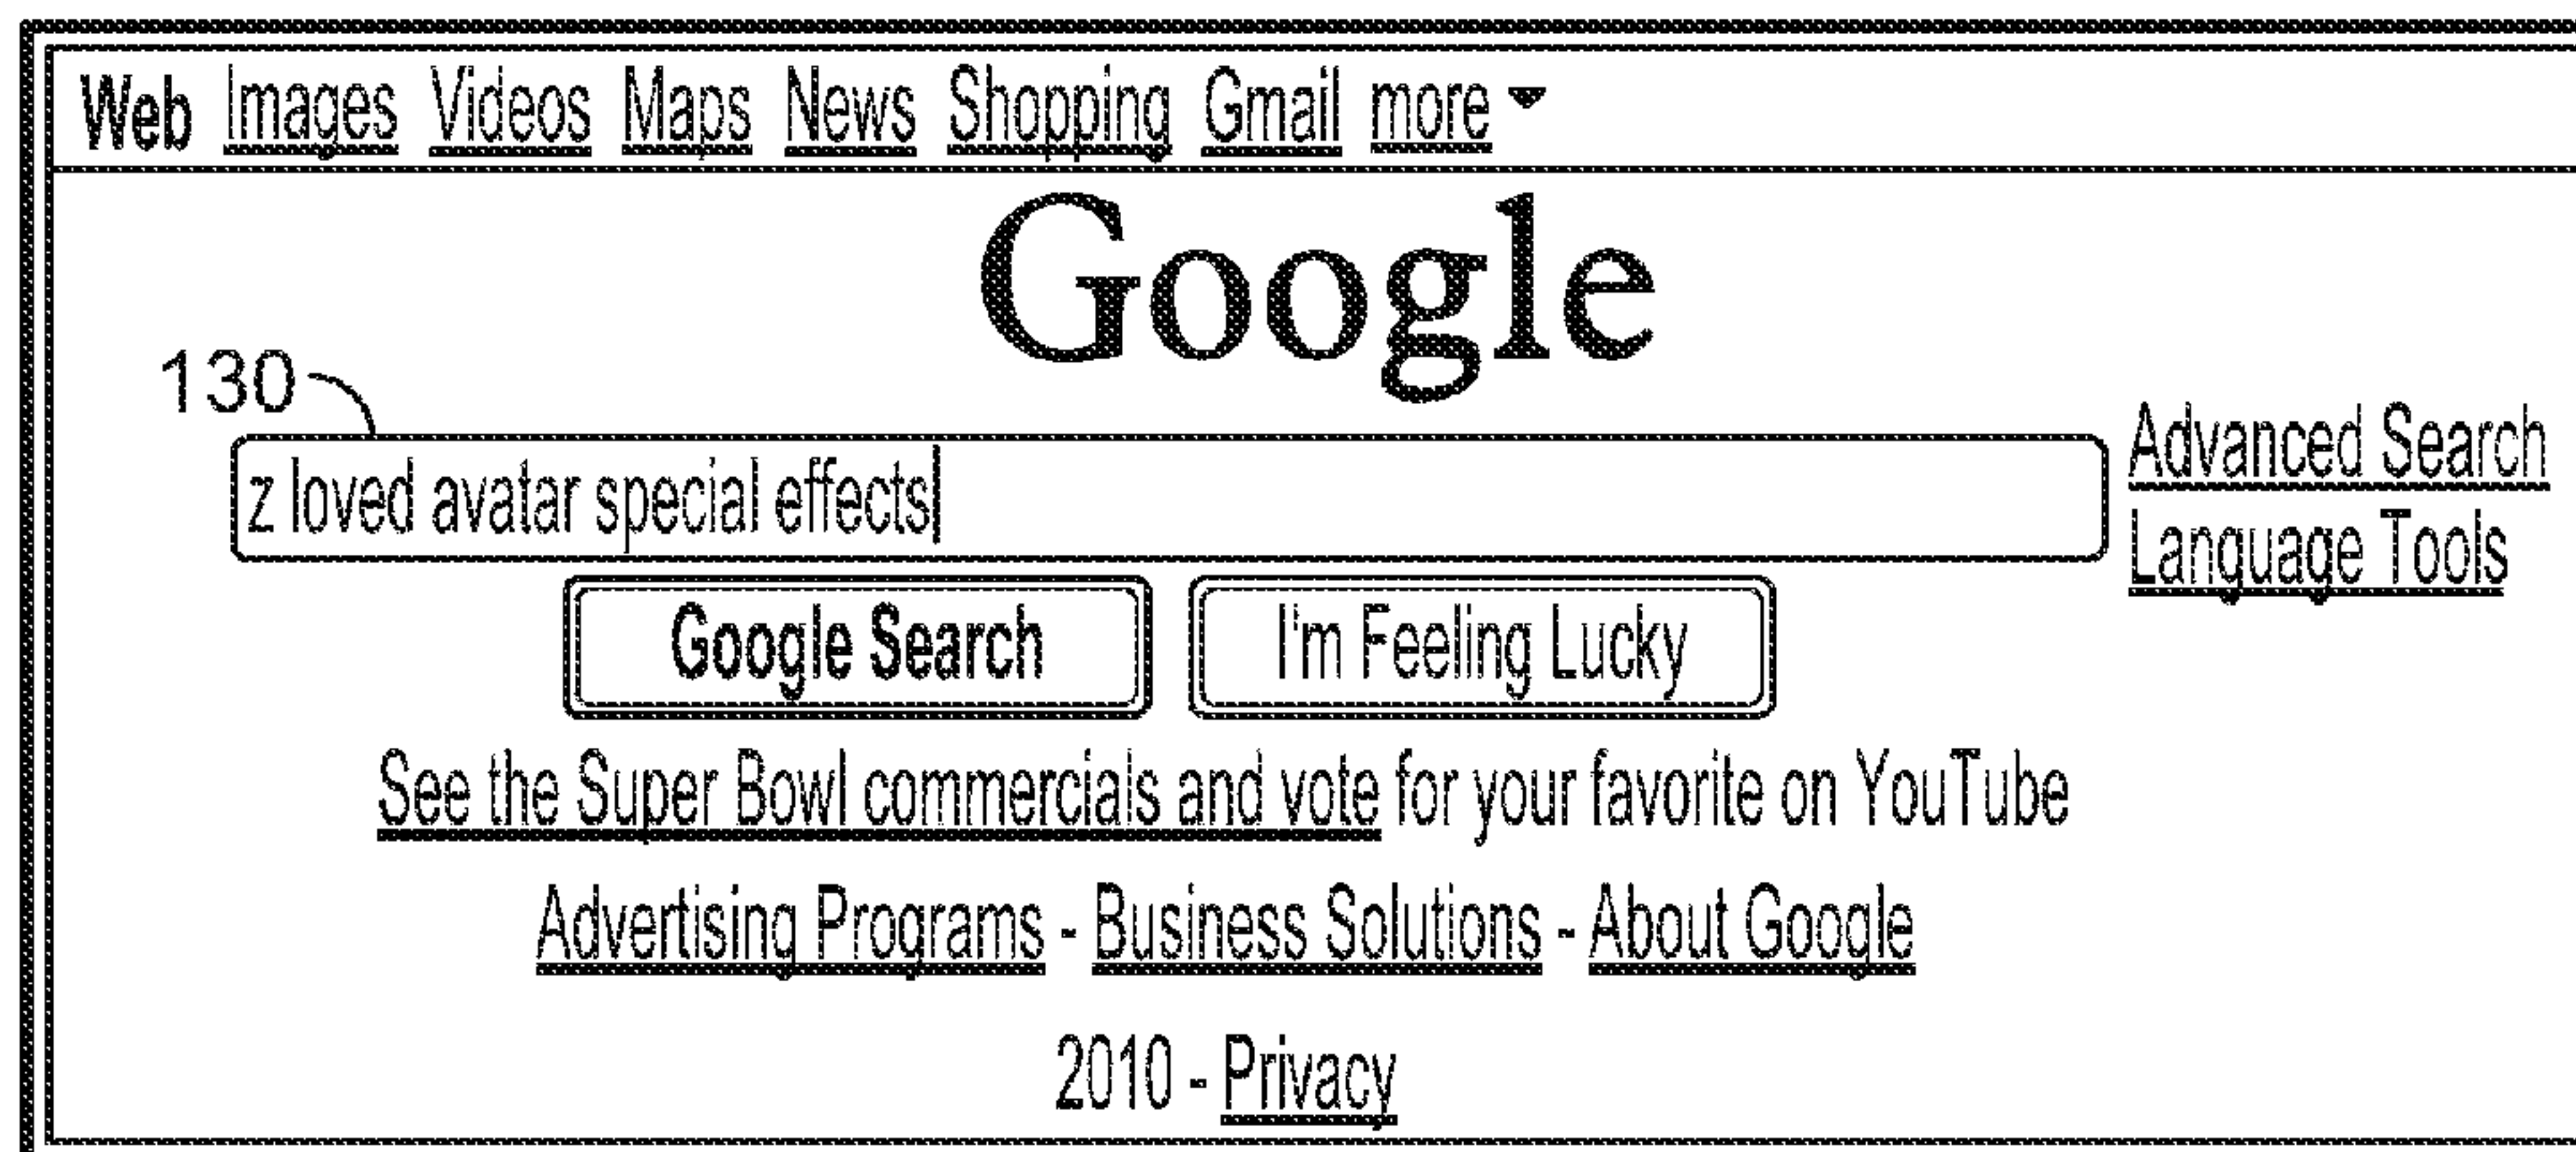 Web Images Videos Maps News Shopping Gmail more
Google
130
z loved avatar special effects
Advanced Search
Language Tools
Google Search I'm Feeling Lucky
See the Super Bowl commercials and vote for your favorite on YouTube
Advertising Programs - Business Solutions - About Google
2010 - Privacy